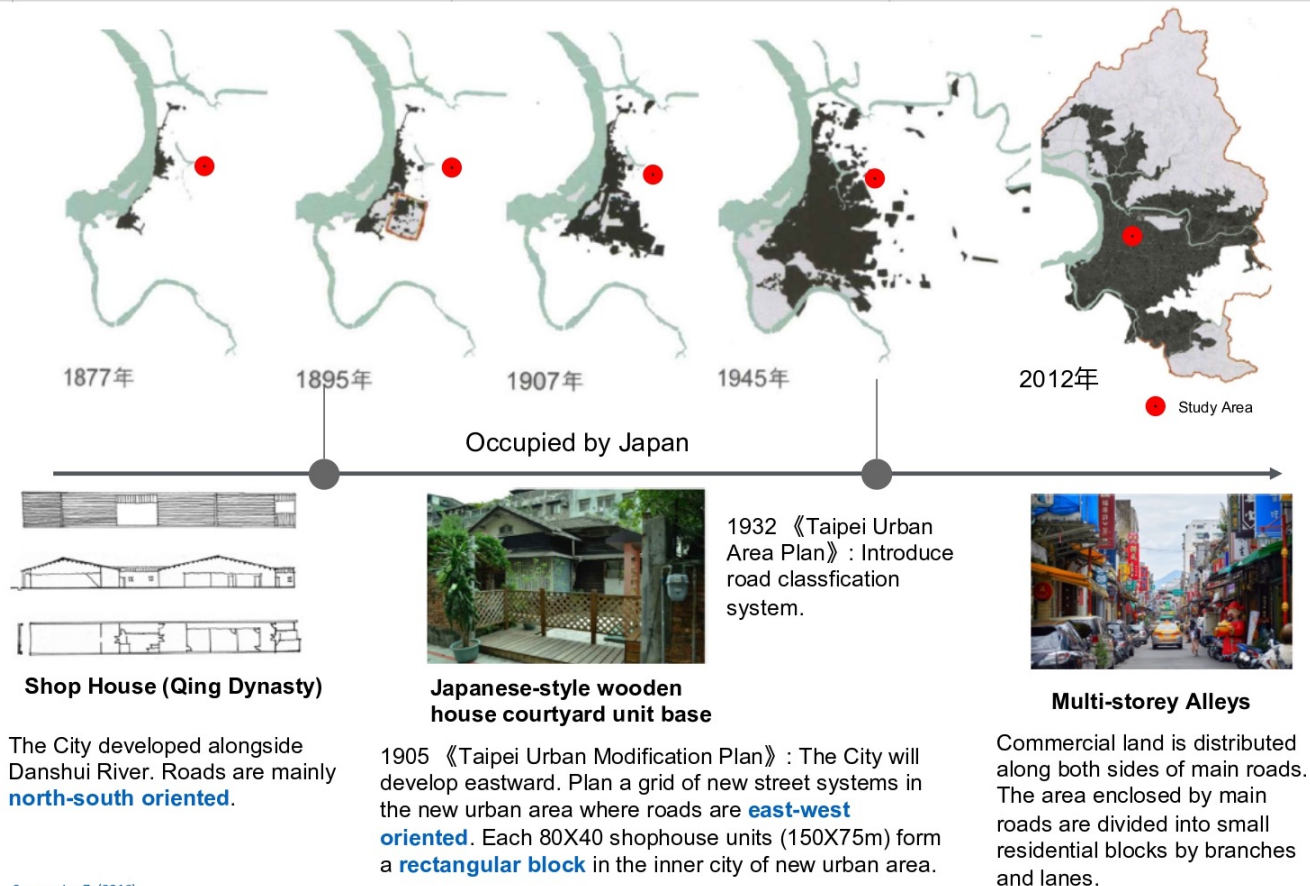 1877年
1895年
1907年
1945年
2012年
Study Area
Occupied by Japan
Shop House (Qing Dynasty)
The City developed alongside
Danshui River. Roads are mainly
north-south oriented.
Japanese-style wooden
house courtyard unit base
1905 《Taipei Urban Modification Plan》: The City will
develop eastward. Plan a grid of new street systems in
the new urban area where roads are east-west
oriented. Each 80X40 shophouse units (150X75m) form
a rectangular block in the inner city of new urban area.
1932 《Taipei Urban
Area Plan》: Introduce
road classfication
system.
Multi-storey Alleys
Commercial land is distributed
along both sides of main roads.
The area enclosed by main
roads are divided into small
residential blocks by branches
and lanes.